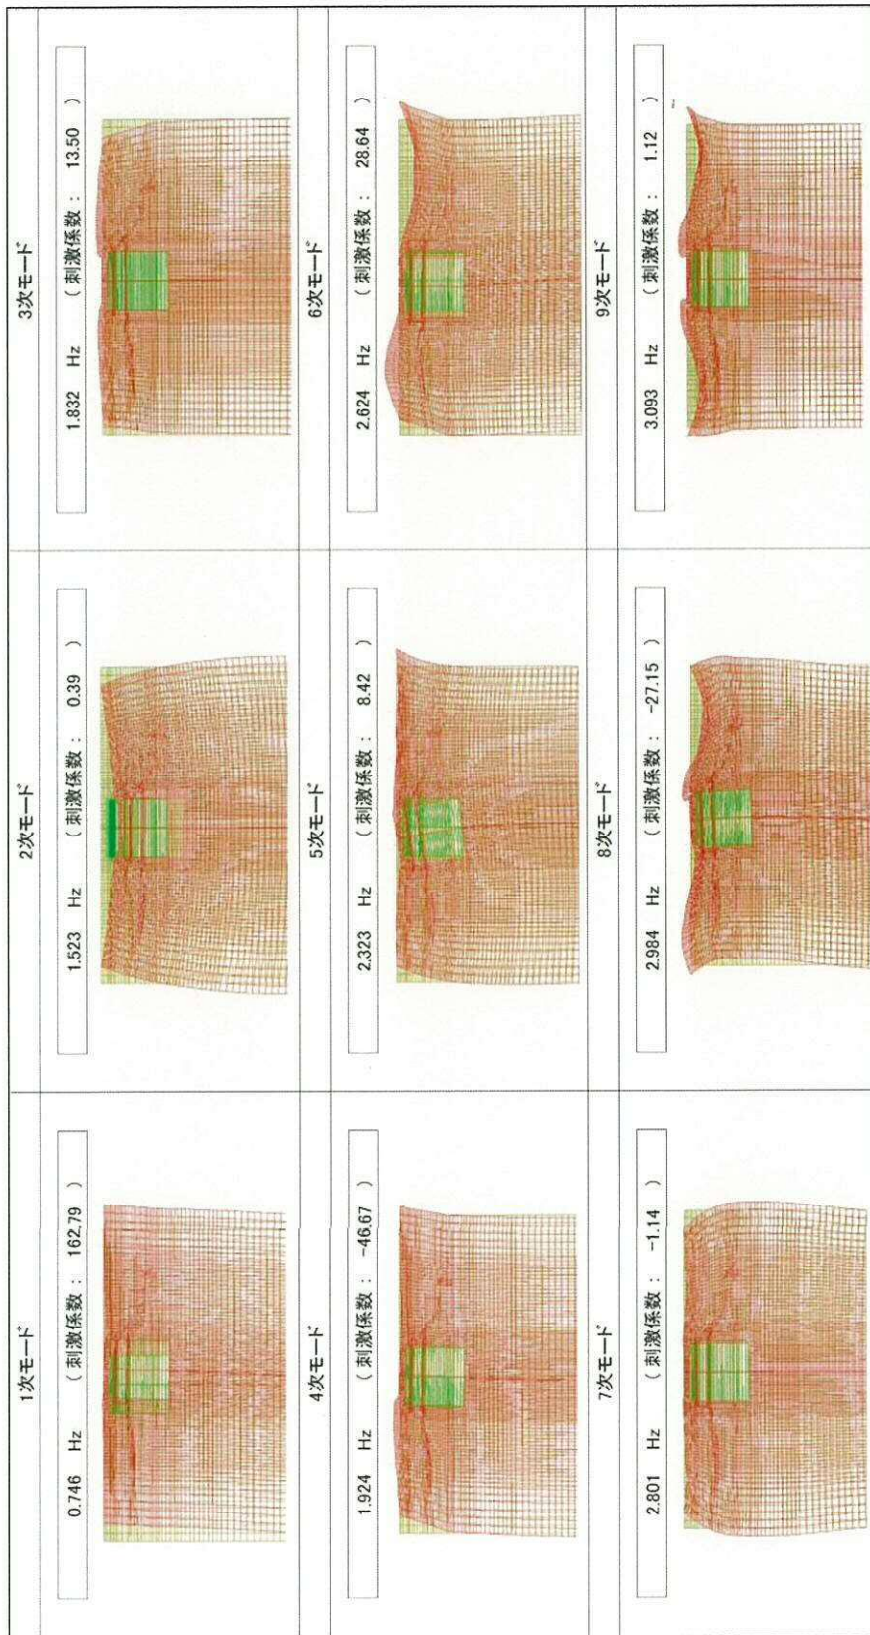 1次モード
0.746 Hz ( 刺激係数 : 162.79 )
2次モード
1.523 Hz ( 刺激係数 : 0.39 )
3次モード
1.832 Hz ( 刺激係数 : 13.50 )
4次モード
1.924 Hz ( 刺激係数 : -46.67 )
5次モード
2.323 Hz ( 刺激係数 : 8.42 )
6次モード
2.624 Hz ( 刺激係数 : 28.64 )
7次モード
2.801 Hz ( 刺激係数 : -1.14 )
8次モード
2.984 Hz ( 刺激係数 : -27.15 )
9次モード
3.093 Hz ( 刺激係数 : 1.12 )